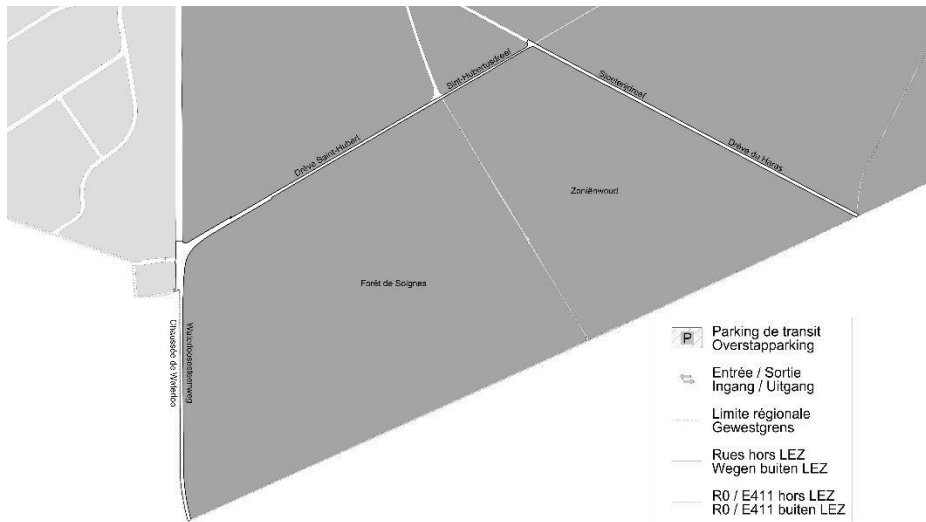 Sint-Hubertusdreef
Stoeterijdreef
Drève Saint-Hubert
Drève du Haras
Zoniënwoud
Forêt de Soignes
Chaussée de Waterloo
Waterloosesteenweg
P
Parking de transit
Overstapparking
Entrée / Sortie
Ingang / Uitgang
Limite régionale
Gewestgrens
Rues hors LEZ
Wegen buiten LEZ
R0 / E411 hors LEZ
R0 / E411 buiten LEZ